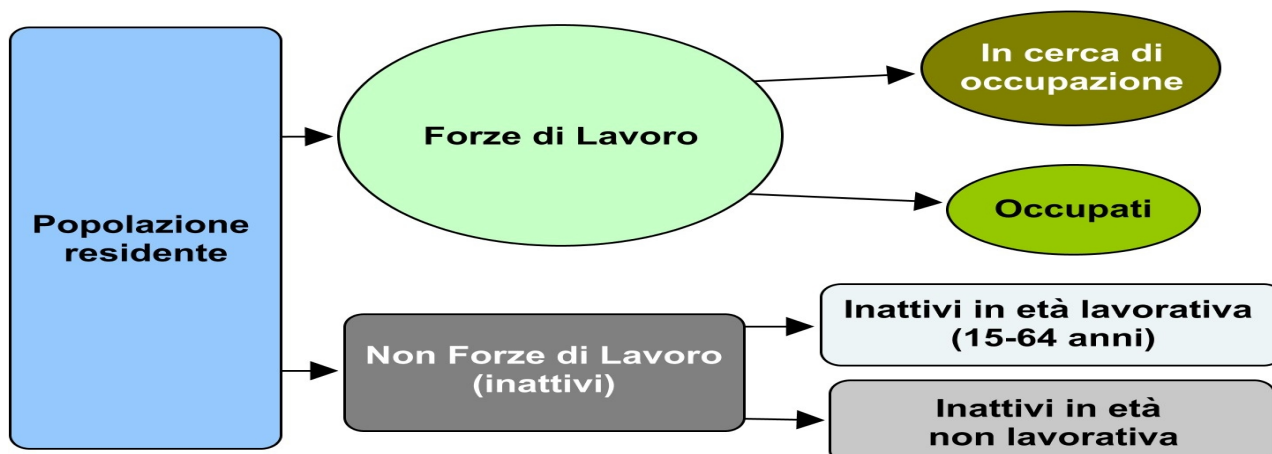 Popolazione
residente
Forze di Lavoro
In cerca di
occupazione
Occupati
Non Forze di Lavoro
(inattivi)
Inattivi in età lavorativa
(15-64 anni)
Inattivi in età
non lavorativa